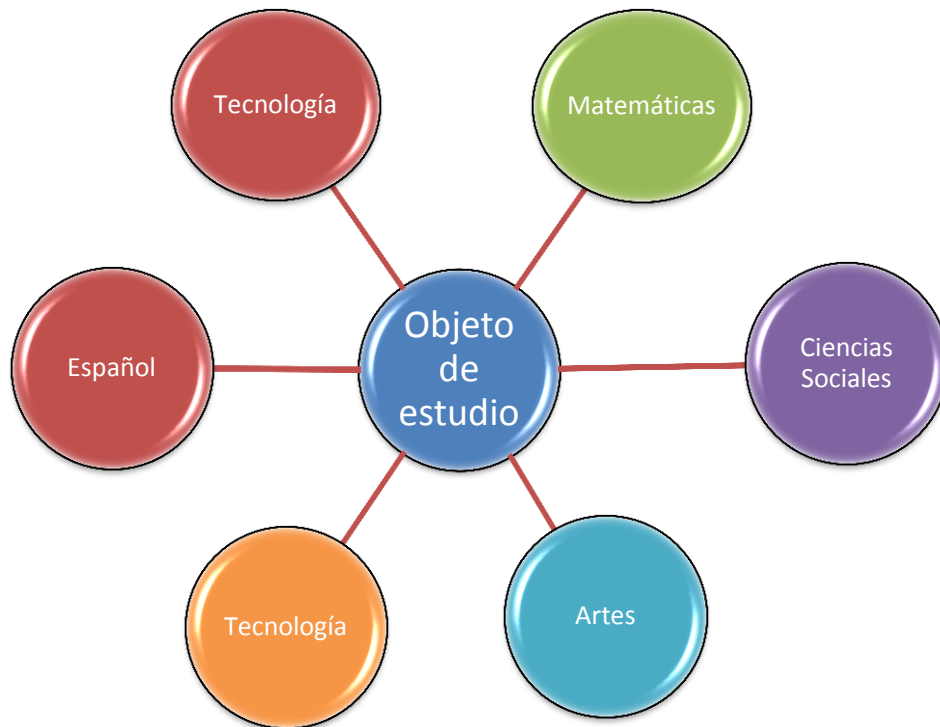 Tecnología
Matemáticas
Objeto
de
estudio
Español
Ciencias
Sociales
Tecnología
Artes